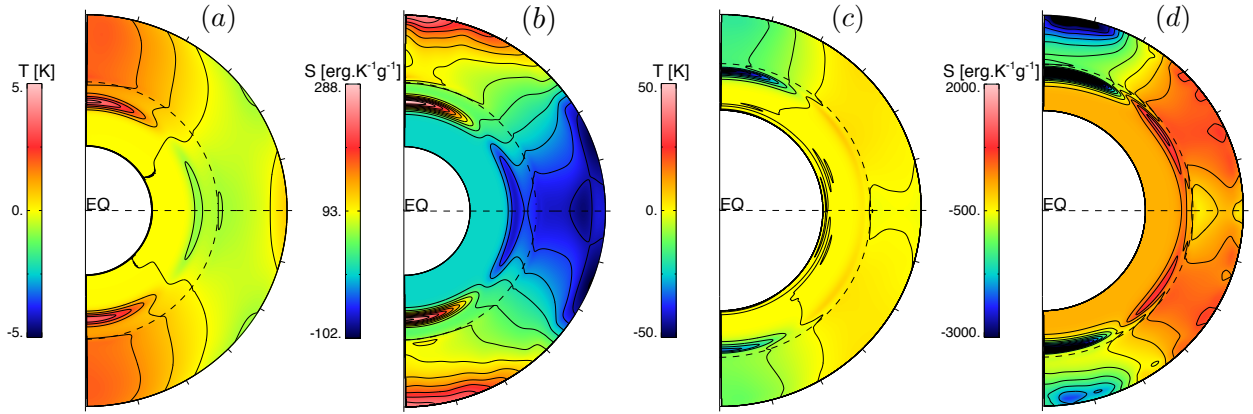 (a)
(b)
(c)
(d)
T [K]
5.
0.
-5.
EQ
S [erg.K⁻¹g⁻¹]
288.
93.
-102.
EQ
T [K]
50.
0.
-50.
EQ
S [erg.K⁻¹g⁻¹]
2000.
-500.
-3000.
EQ